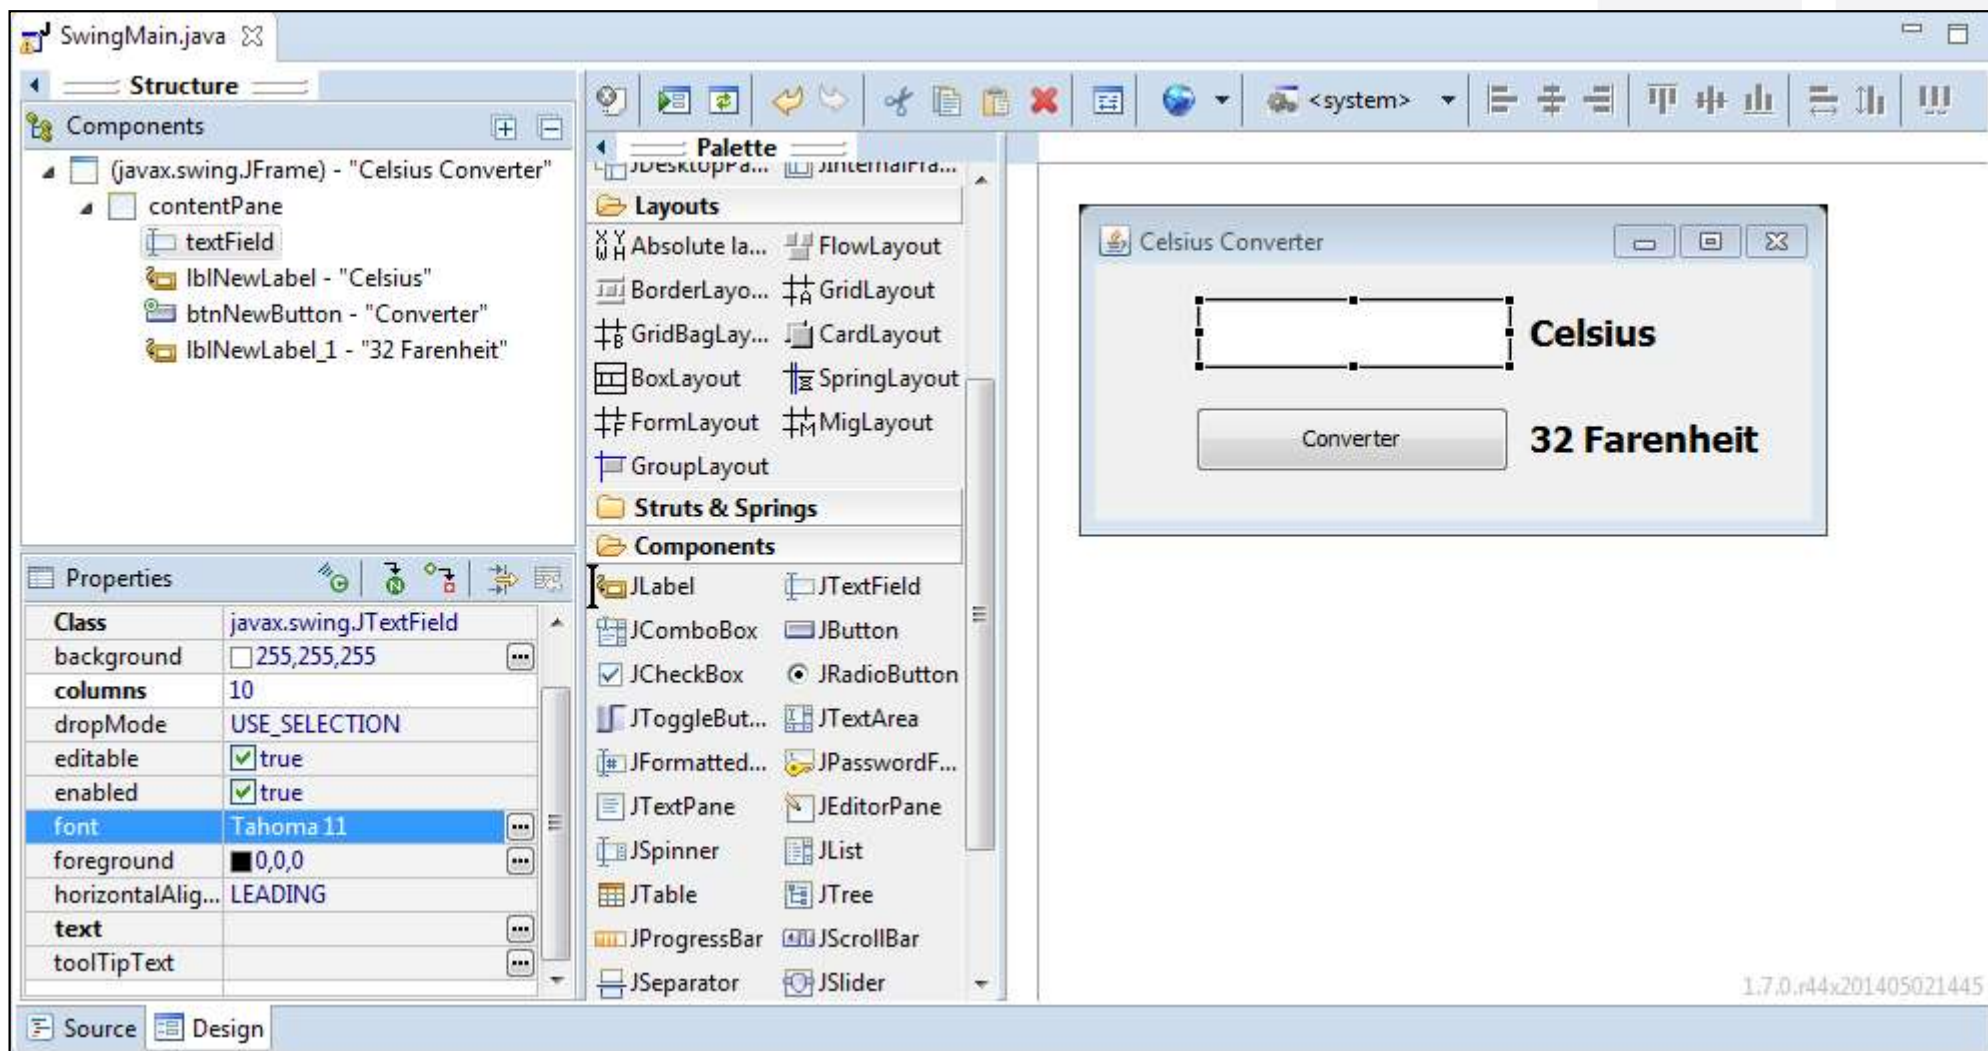 SwingMain.java
Structure
Components
(javax.swing.JFrame) - "Celsius Converter"
contentPane
textField
lblNewLabel - "Celsius"
btnNewButton - "Converter"
lblNewLabel_1 - "32 Farenheit"
Properties
Class javax.swing.JTextField
background 255,255,255
columns 10
dropMode USE_SELECTION
editable true
enabled true
font Tahoma 11
foreground 0,0,0
horizontalAlig... LEADING
text
toolTipText
Source Design
<system>
Palette
JDesktopPa... JInternalFra...
Layouts
Absolute la... FlowLayout
BorderLayo... GridLayout
GridBagLay... CardLayout
BoxLayout SpringLayout
FormLayout MigLayout
GroupLayout
Struts & Springs
Components
JLabel JTextField
JComboBox JButton
JCheckBox JRadioButton
JToggleBut... JTextArea
JFormatted... JPasswordF...
JTextPane JEditorPane
JSpinner JList
JTable JTree
JProgressBar JScrollBar
JSeparator JSlider
Celsius Converter
Celsius
Converter 32 Farenheit
1.7.0.r44x201405021445